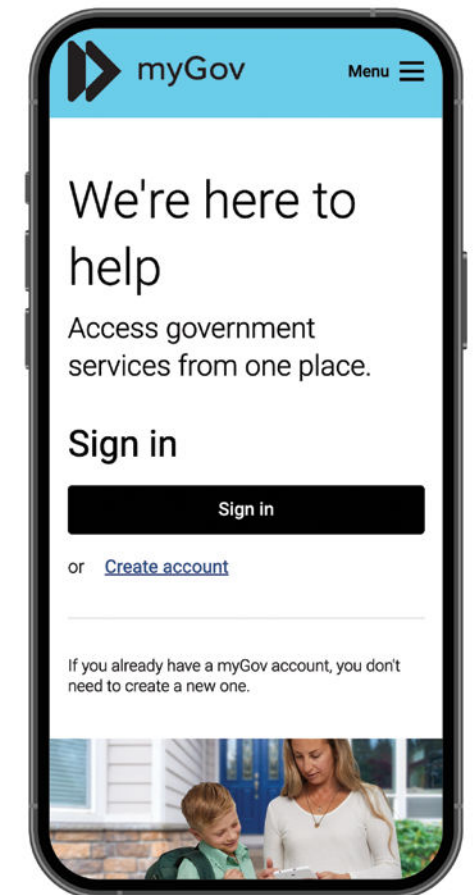 myGov
Menu
We're here to
help
Access government
services from one place.
Sign in
Sign in
or Create account
If you already have a myGov account, you don't
need to create a new one.